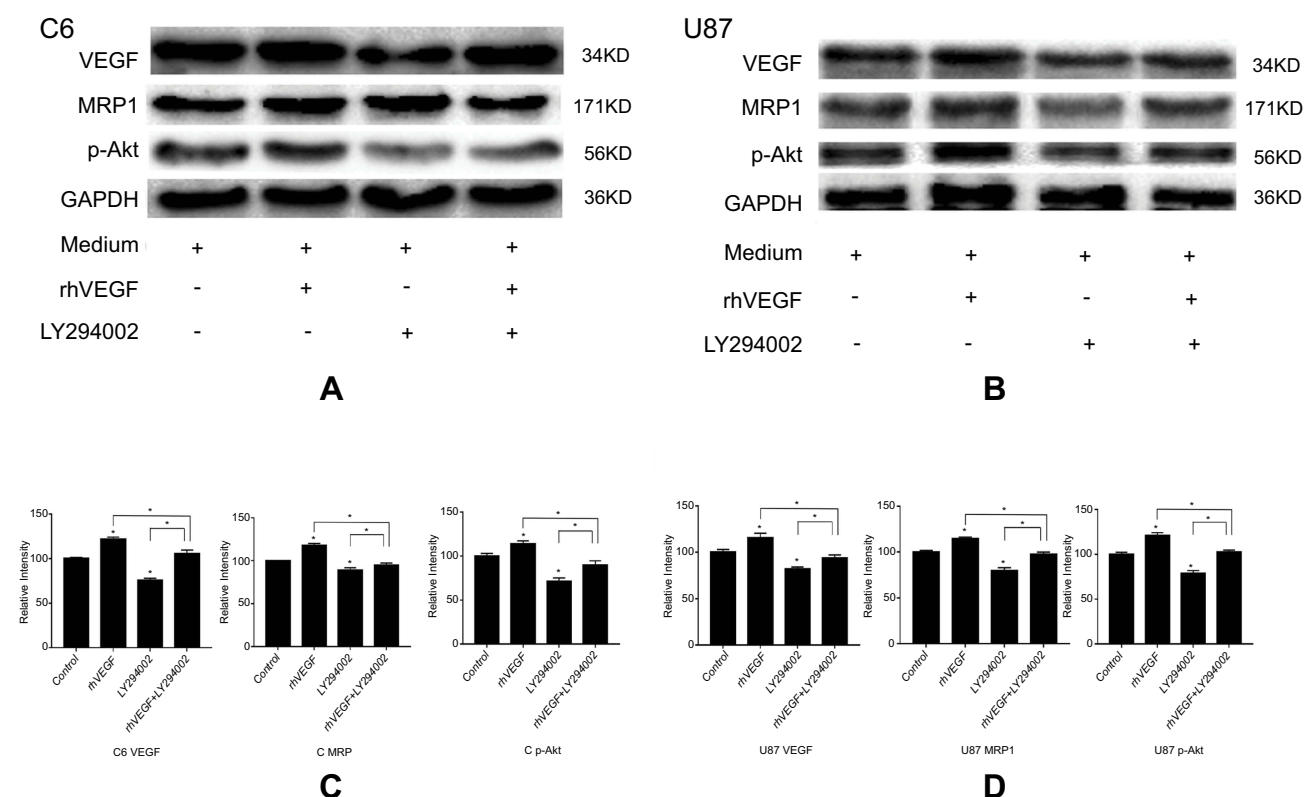 C6
VEGF 34KD
MRP1 171KD
p-Akt 56KD
GAPDH 36KD
Medium + + + +
rhVEGF - + - +
LY294002 - - + +
A
U87
VEGF 34KD
MRP1 171KD
p-Akt 56KD
GAPDH 36KD
Medium + + + +
rhVEGF - + - +
LY294002 - - + +
B
Relative Intensity
150
100
50
0
* * * *
Control rhVEGF LY294002 rhVEGF+LY294002
C6 VEGF
Relative Intensity
150
100
50
0
* * * *
Control rhVEGF LY294002 rhVEGF+LY294002
C MRP
Relative Intensity
150
100
50
0
* * * *
Control rhVEGF LY294002 rhVEGF+LY294002
C p-Akt
C
Relative Intensity
150
100
50
0
* * * *
Control rhVEGF LY294002 rhVEGF+LY294002
U87 VEGF
Relative Intensity
150
100
50
0
* * * *
Control rhVEGF LY294002 rhVEGF+LY294002
U87 MRP1
Relative Intensity
150
100
50
0
* * * *
Control rhVEGF LY294002 rhVEGF+LY294002
U87 p-Akt
D